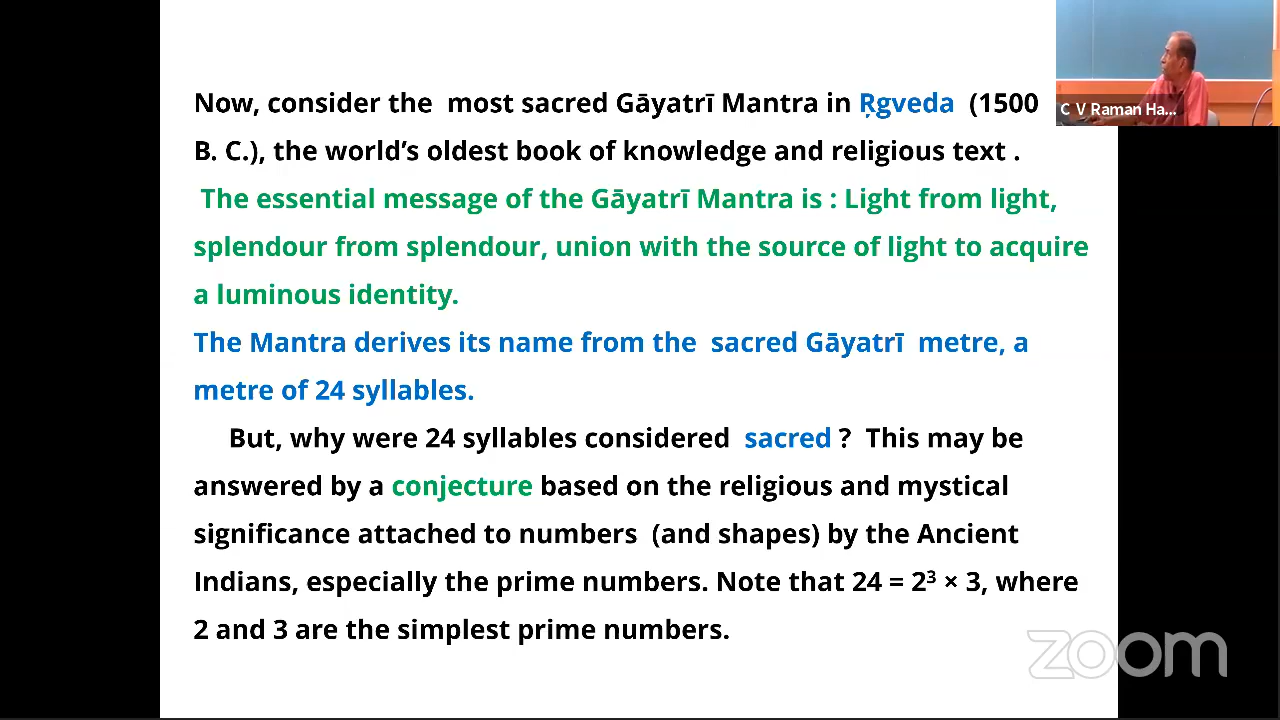 Now, consider the most sacred Gāyatrī Mantra in Ṛgveda (1500
B. C.), the world’s oldest book of knowledge and religious text .
The essential message of the Gāyatrī Mantra is : Light from light,
splendour from splendour, union with the source of light to acquire
a luminous identity.
The Mantra derives its name from the sacred Gāyatrī metre, a
metre of 24 syllables.
But, why were 24 syllables considered sacred ? This may be
answered by a conjecture based on the religious and mystical
significance attached to numbers (and shapes) by the Ancient
Indians, especially the prime numbers. Note that 24 = 2³ × 3, where
2 and 3 are the simplest prime numbers.
C V Raman Ha...
zoom